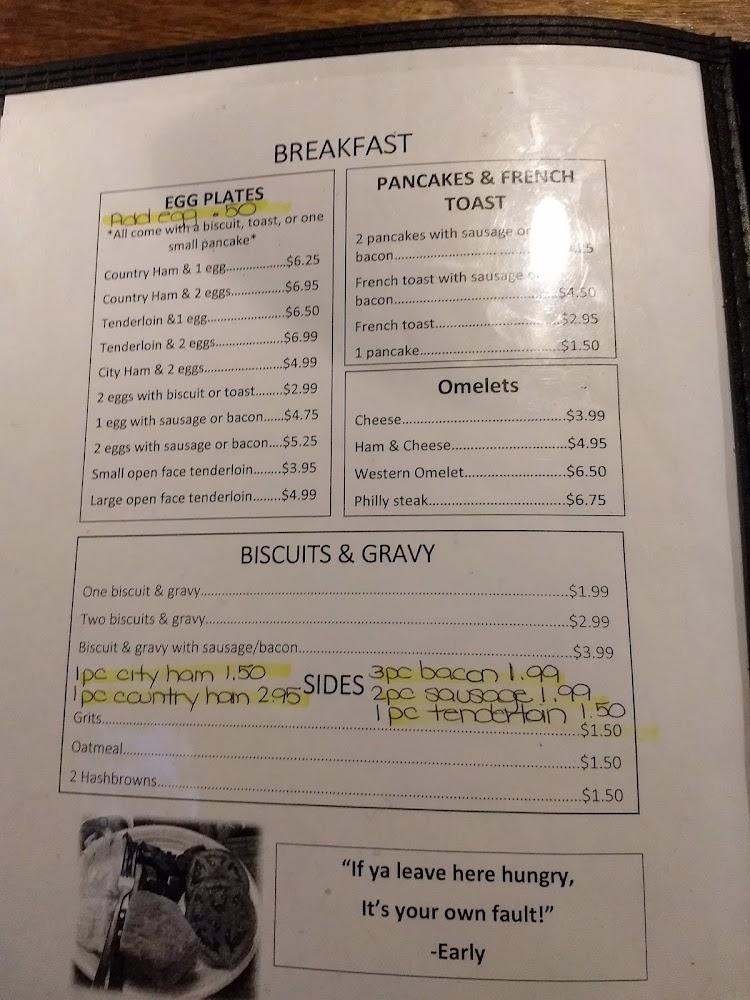 BREAKFAST
EGG PLATES
Add egg .50
*All come with a biscuit, toast, or one
small pancake*
Country Ham & 1 egg................$6.25
Country Ham & 2 eggs..............$6.95
Tenderloin &1 egg....................$6.50
Tenderloin & 2 eggs..................$6.99
City Ham & 2 eggs....................$4.99
2 eggs with biscuit or toast.......$2.99
1 egg with sausage or bacon.....$4.75
2 eggs with sausage or bacon....$5.25
Small open face tenderloin.......$3.95
Large open face tenderloin.......$4.99
PANCAKES & FRENCH
TOAST
2 pancakes with sausage or
bacon
French toast with sausage
bacon................................$4.50
French toast.........................$2.95
1 pancake............................$1.50
Omelets
Cheese.................................$3.99
Ham & Cheese.......................$4.95
Western Omelet....................$6.50
Philly steak...........................$6.75
BISCUITS & GRAVY
One biscuit & gravy.......................................................$1.99
Two biscuits & gravy......................................................$2.99
Biscuit & gravy with sausage/bacon.................................$3.99
1pc city ham 1.50
1pc country ham 2.95
SIDES
3pc bacon 1.99
2pc sausage 1.99
1 pc tenderloin 1.50
Grits..............................................................................$1.50
Oatmeal........................................................................$1.50
2 Hashbrowns................................................................$1.50
“If ya leave here hungry,
It’s your own fault!”
-Early